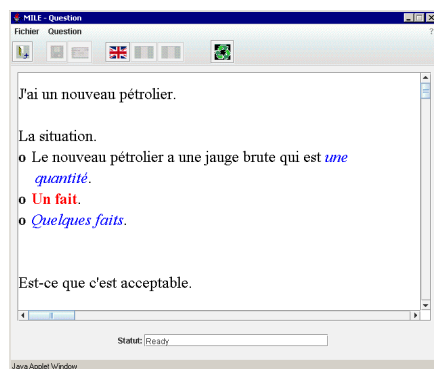 MILE - Question
Fichier Question ?
J'ai un nouveau pétrolier.
La situation.
o Le nouveau pétrolier a une jauge brute qui est une
quantité.
o Un fait.
o Quelques faits.
Est-ce que c'est acceptable.
Statut: Ready
Java Applet Window